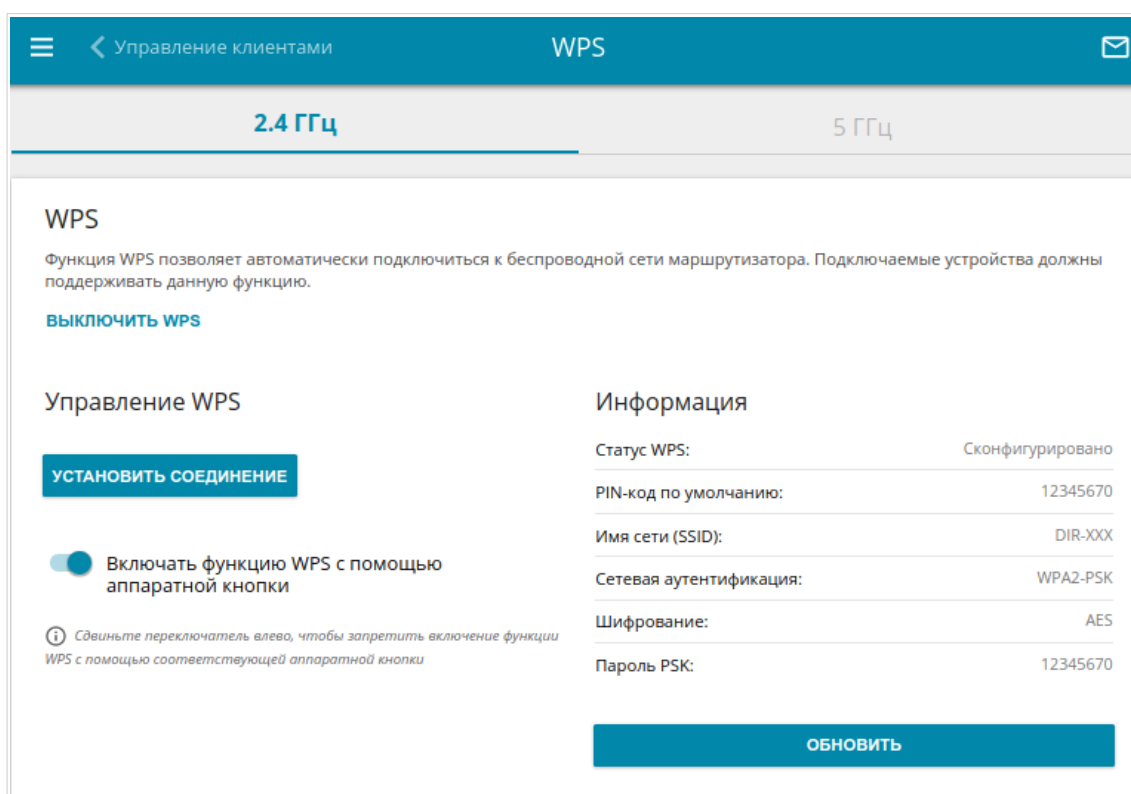 Управление клиентами
WPS
2.4 ГГц
5 ГГц
WPS
Функция WPS позволяет автоматически подключиться к беспроводной сети маршрутизатора. Подключаемые устройства должны
поддерживать данную функцию.
ВЫКЛЮЧИТЬ WPS
Управление WPS
УСТАНОВИТЬ СОЕДИНЕНИЕ
Включать функцию WPS с помощью
аппаратной кнопки
Сдвиньте переключатель влево, чтобы запретить включение функции
WPS с помощью соответствующей аппаратной кнопки
Информация
Статус WPS: Сконфигурировано
PIN-код по умолчанию: 12345670
Имя сети (SSID): DIR-XXX
Сетевая аутентификация: WPA2-PSK
Шифрование: AES
Пароль PSK: 12345670
ОБНОВИТЬ